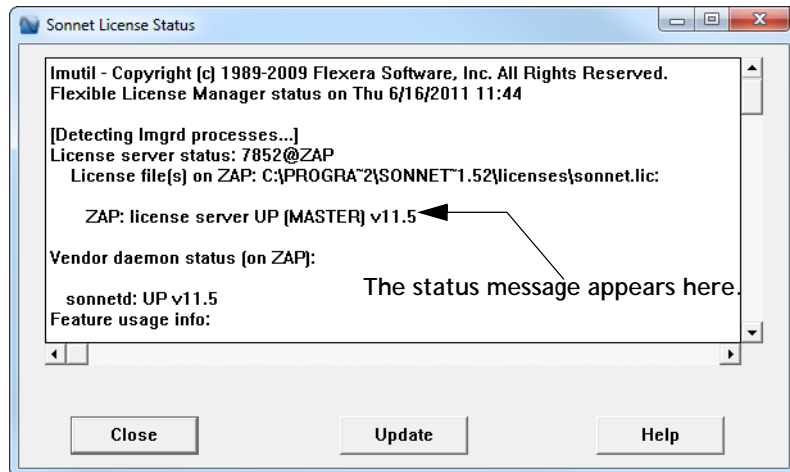 Sonnet License Status
lmutil - Copyright (c) 1989-2009 Flexera Software, Inc. All Rights Reserved.
Flexible License Manager status on Thu 6/16/2011 11:44
[Detecting lmgrd processes...]
License server status: 7852@ZAP
License file(s) on ZAP: C:\PROGRA~2\SONNET~1.52\licenses\sonnet.lic:
ZAP: license server UP (MASTER) v11.5
Vendor daemon status (on ZAP):
The status message appears here.
sonnetd: UP v11.5
Feature usage info:
Close
Update
Help